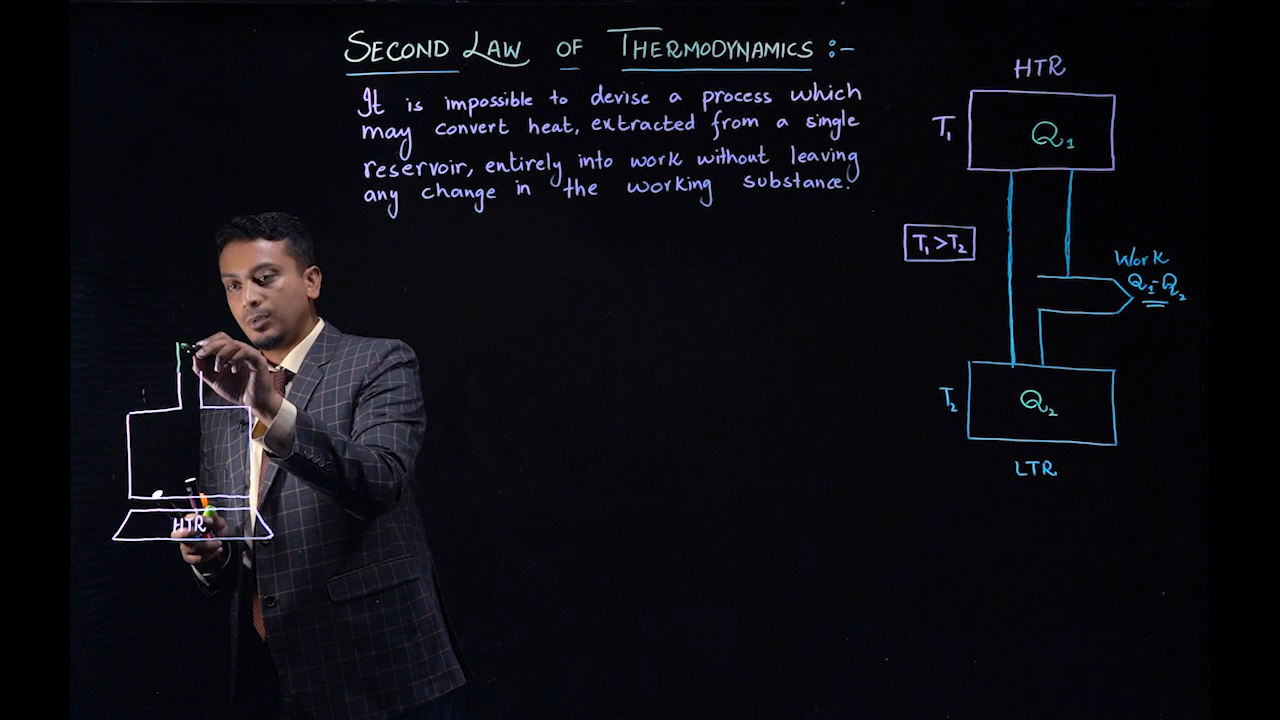 SECOND LAW OF THERMODYNAMICS :-
It is impossible to devise a process which
may convert heat, extracted from a single
reservoir, entirely into work without leaving
any change in the working substance.
HTR
T₁
Q₁
T₁>T₂
Work
Q₁-Q₂
T₂
Q₂
LTR
HTR